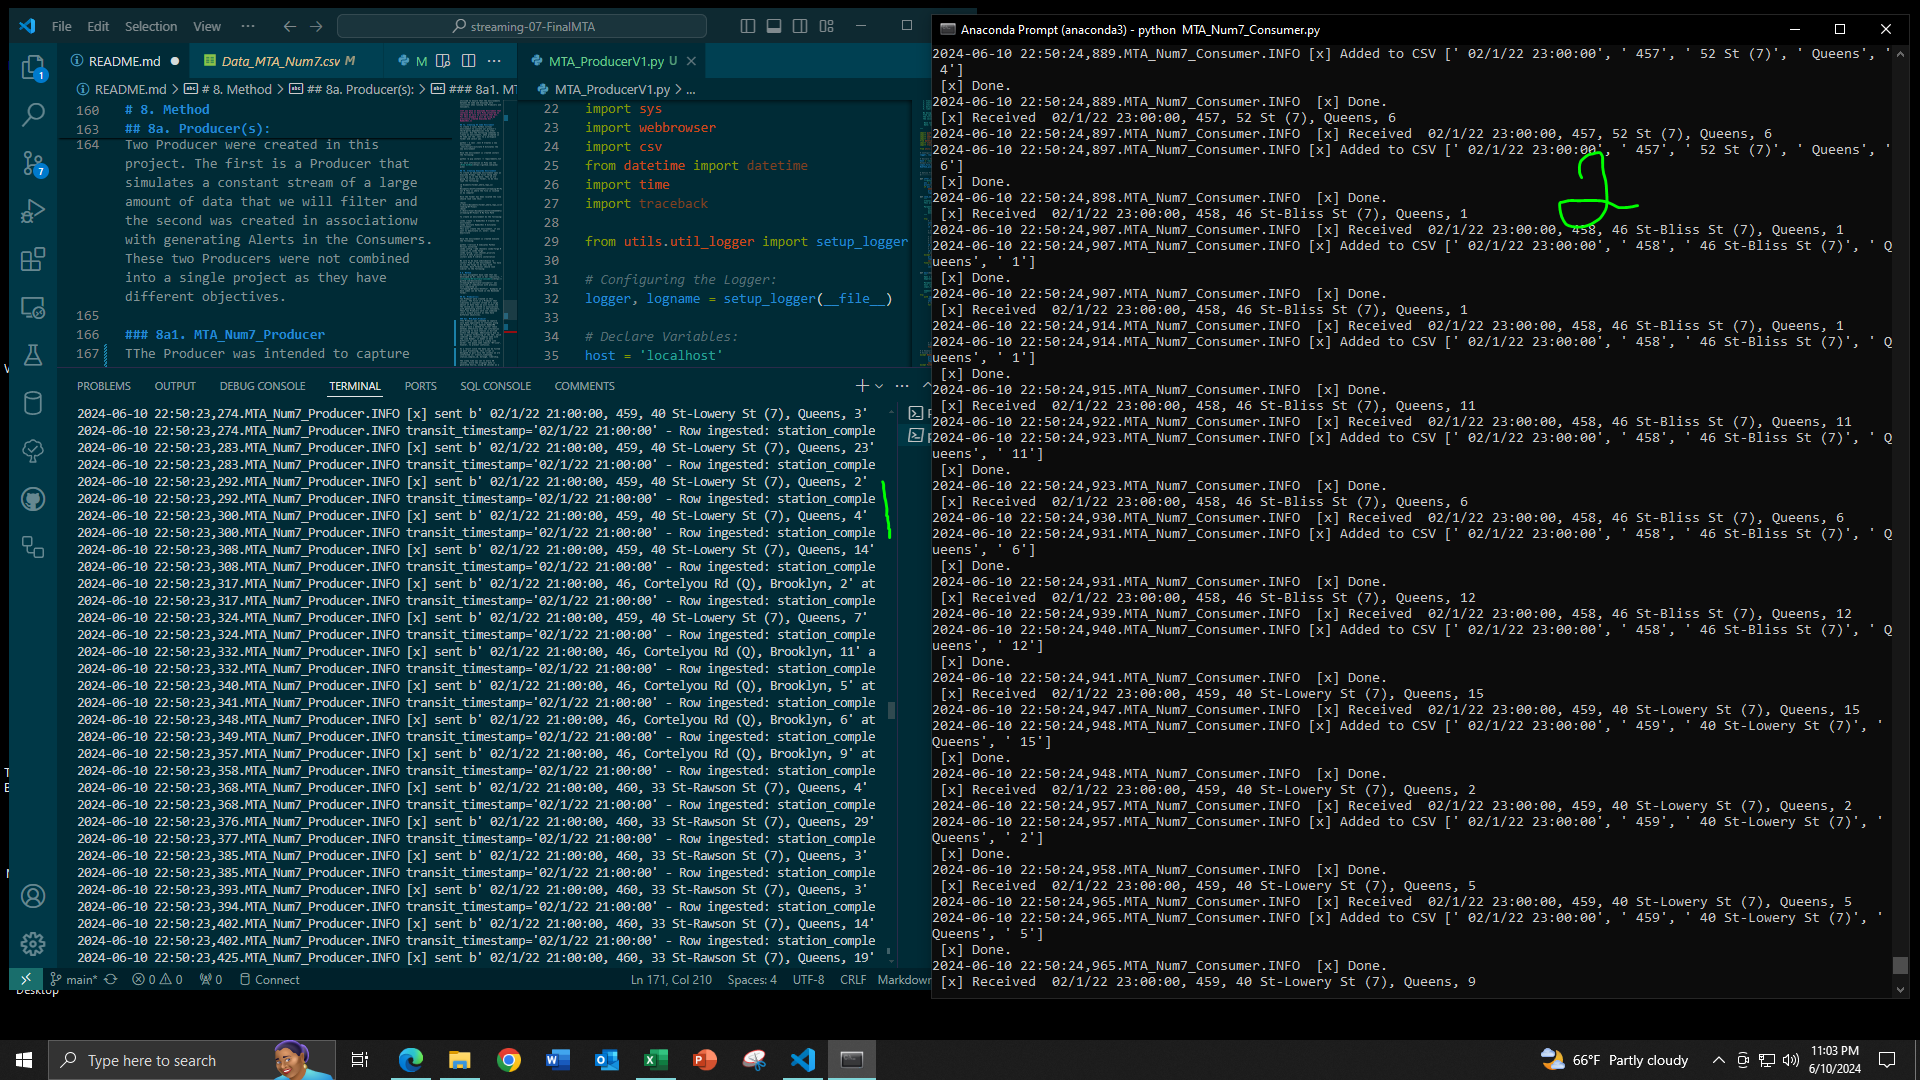 File Edit Selection View ··· streaming-07-FinalMTA
README.md Data_MTA_Num7.csv M M ···
README.md > # 8. Method > ## 8a. Producer(s): > ### 8a1. MT
160 # 8. Method
163 ## 8a. Producer(s):
164 Two Producer were created in this
project. The first is a Producer that
simulates a constant stream of a large
amount of data that we will filter and
the second was created in associationw
with generating Alerts in the Consumers.
These two Producers were not combined
into a single project as they have
different objectives.
165
166 ### 8a1. MTA_Num7_Producer
167 TThe Producer was intended to capture
MTA_ProducerV1.py U
MTA_ProducerV1.py > ...
22 import sys
23 import webbrowser
24 import csv
25 from datetime import datetime
26 import time
27 import traceback
28
29 from utils.util_logger import setup_logger
30
31 # Configuring the Logger:
32 logger, logname = setup_logger(__file__)
33
34 # Declare Variables:
35 host = 'localhost'
PROBLEMS OUTPUT DEBUG CONSOLE TERMINAL PORTS SQL CONSOLE COMMENTS
2024-06-10 22:50:23,274.MTA_Num7_Producer.INFO [x] sent b' 02/1/22 21:00:00, 459, 40 St-Lowery St (7), Queens, 3'
2024-06-10 22:50:23,274.MTA_Num7_Producer.INFO transit_timestamp='02/1/22 21:00:00' - Row ingested: station_comple
2024-06-10 22:50:23,283.MTA_Num7_Producer.INFO [x] sent b' 02/1/22 21:00:00, 459, 40 St-Lowery St (7), Queens, 23'
2024-06-10 22:50:23,283.MTA_Num7_Producer.INFO transit_timestamp='02/1/22 21:00:00' - Row ingested: station_comple
2024-06-10 22:50:23,292.MTA_Num7_Producer.INFO [x] sent b' 02/1/22 21:00:00, 459, 40 St-Lowery St (7), Queens, 2'
2024-06-10 22:50:23,292.MTA_Num7_Producer.INFO transit_timestamp='02/1/22 21:00:00' - Row ingested: station_comple
2024-06-10 22:50:23,300.MTA_Num7_Producer.INFO [x] sent b' 02/1/22 21:00:00, 459, 40 St-Lowery St (7), Queens, 4'
2024-06-10 22:50:23,300.MTA_Num7_Producer.INFO transit_timestamp='02/1/22 21:00:00' - Row ingested: station_comple
2024-06-10 22:50:23,308.MTA_Num7_Producer.INFO [x] sent b' 02/1/22 21:00:00, 459, 40 St-Lowery St (7), Queens, 14'
2024-06-10 22:50:23,308.MTA_Num7_Producer.INFO transit_timestamp='02/1/22 21:00:00' - Row ingested: station_comple
2024-06-10 22:50:23,317.MTA_Num7_Producer.INFO [x] sent b' 02/1/22 21:00:00, 46, Cortelyou Rd (Q), Brooklyn, 2' at
2024-06-10 22:50:23,317.MTA_Num7_Producer.INFO transit_timestamp='02/1/22 21:00:00' - Row ingested: station_comple
2024-06-10 22:50:23,324.MTA_Num7_Producer.INFO [x] sent b' 02/1/22 21:00:00, 459, 40 St-Lowery St (7), Queens, 7'
2024-06-10 22:50:23,324.MTA_Num7_Producer.INFO transit_timestamp='02/1/22 21:00:00' - Row ingested: station_comple
2024-06-10 22:50:23,332.MTA_Num7_Producer.INFO [x] sent b' 02/1/22 21:00:00, 46, Cortelyou Rd (Q), Brooklyn, 11' a
2024-06-10 22:50:23,332.MTA_Num7_Producer.INFO transit_timestamp='02/1/22 21:00:00' - Row ingested: station_comple
2024-06-10 22:50:23,340.MTA_Num7_Producer.INFO [x] sent b' 02/1/22 21:00:00, 46, Cortelyou Rd (Q), Brooklyn, 5' at
2024-06-10 22:50:23,341.MTA_Num7_Producer.INFO transit_timestamp='02/1/22 21:00:00' - Row ingested: station_comple
2024-06-10 22:50:23,348.MTA_Num7_Producer.INFO [x] sent b' 02/1/22 21:00:00, 46, Cortelyou Rd (Q), Brooklyn, 6' at
2024-06-10 22:50:23,349.MTA_Num7_Producer.INFO transit_timestamp='02/1/22 21:00:00' - Row ingested: station_comple
2024-06-10 22:50:23,357.MTA_Num7_Producer.INFO [x] sent b' 02/1/22 21:00:00, 46, Cortelyou Rd (Q), Brooklyn, 9' at
2024-06-10 22:50:23,358.MTA_Num7_Producer.INFO transit_timestamp='02/1/22 21:00:00' - Row ingested: station_comple
2024-06-10 22:50:23,368.MTA_Num7_Producer.INFO [x] sent b' 02/1/22 21:00:00, 460, 33 St-Rawson St (7), Queens, 4'
2024-06-10 22:50:23,368.MTA_Num7_Producer.INFO transit_timestamp='02/1/22 21:00:00' - Row ingested: station_comple
2024-06-10 22:50:23,376.MTA_Num7_Producer.INFO [x] sent b' 02/1/22 21:00:00, 460, 33 St-Rawson St (7), Queens, 29'
2024-06-10 22:50:23,377.MTA_Num7_Producer.INFO transit_timestamp='02/1/22 21:00:00' - Row ingested: station_comple
2024-06-10 22:50:23,385.MTA_Num7_Producer.INFO [x] sent b' 02/1/22 21:00:00, 460, 33 St-Rawson St (7), Queens, 3'
2024-06-10 22:50:23,385.MTA_Num7_Producer.INFO transit_timestamp='02/1/22 21:00:00' - Row ingested: station_comple
2024-06-10 22:50:23,393.MTA_Num7_Producer.INFO [x] sent b' 02/1/22 21:00:00, 460, 33 St-Rawson St (7), Queens, 3'
2024-06-10 22:50:23,394.MTA_Num7_Producer.INFO transit_timestamp='02/1/22 21:00:00' - Row ingested: station_comple
2024-06-10 22:50:23,402.MTA_Num7_Producer.INFO [x] sent b' 02/1/22 21:00:00, 460, 33 St-Rawson St (7), Queens, 14'
2024-06-10 22:50:23,402.MTA_Num7_Producer.INFO transit_timestamp='02/1/22 21:00:00' - Row ingested: station_comple
2024-06-10 22:50:23,425.MTA_Num7_Producer.INFO [x] sent b' 02/1/22 21:00:00, 460, 33 St-Rawson St (7), Queens, 19'
main* 0 0 0 Connect Ln 171, Col 210 Spaces: 4 UTF-8 CRLF Markdown
Desktop
Anaconda Prompt (anaconda3) - python MTA_Num7_Consumer.py
2024-06-10 22:50:24,889.MTA_Num7_Consumer.INFO [x] Added to CSV [' 02/1/22 23:00:00', ' 457', ' 52 St (7)', ' Queens', '
4']
[x] Done.
2024-06-10 22:50:24,889.MTA_Num7_Consumer.INFO [x] Done.
[x] Received 02/1/22 23:00:00, 457, 52 St (7), Queens, 6
2024-06-10 22:50:24,897.MTA_Num7_Consumer.INFO [x] Received 02/1/22 23:00:00, 457, 52 St (7), Queens, 6
2024-06-10 22:50:24,897.MTA_Num7_Consumer.INFO [x] Added to CSV [' 02/1/22 23:00:00', ' 457', ' 52 St (7)', ' Queens', '
6']
[x] Done.
2024-06-10 22:50:24,898.MTA_Num7_Consumer.INFO [x] Done.
[x] Received 02/1/22 23:00:00, 458, 46 St-Bliss St (7), Queens, 1
2024-06-10 22:50:24,907.MTA_Num7_Consumer.INFO [x] Received 02/1/22 23:00:00, 458, 46 St-Bliss St (7), Queens, 1
2024-06-10 22:50:24,907.MTA_Num7_Consumer.INFO [x] Added to CSV [' 02/1/22 23:00:00', ' 458', ' 46 St-Bliss St (7)', ' Q
ueens', ' 1']
[x] Done.
2024-06-10 22:50:24,907.MTA_Num7_Consumer.INFO [x] Done.
[x] Received 02/1/22 23:00:00, 458, 46 St-Bliss St (7), Queens, 1
2024-06-10 22:50:24,914.MTA_Num7_Consumer.INFO [x] Received 02/1/22 23:00:00, 458, 46 St-Bliss St (7), Queens, 1
2024-06-10 22:50:24,914.MTA_Num7_Consumer.INFO [x] Added to CSV [' 02/1/22 23:00:00', ' 458', ' 46 St-Bliss St (7)', ' Q
ueens', ' 1']
[x] Done.
2024-06-10 22:50:24,915.MTA_Num7_Consumer.INFO [x] Done.
[x] Received 02/1/22 23:00:00, 458, 46 St-Bliss St (7), Queens, 11
2024-06-10 22:50:24,922.MTA_Num7_Consumer.INFO [x] Received 02/1/22 23:00:00, 458, 46 St-Bliss St (7), Queens, 11
2024-06-10 22:50:24,923.MTA_Num7_Consumer.INFO [x] Added to CSV [' 02/1/22 23:00:00', ' 458', ' 46 St-Bliss St (7)', ' Q
ueens', ' 11']
[x] Done.
2024-06-10 22:50:24,923.MTA_Num7_Consumer.INFO [x] Done.
[x] Received 02/1/22 23:00:00, 458, 46 St-Bliss St (7), Queens, 6
2024-06-10 22:50:24,930.MTA_Num7_Consumer.INFO [x] Received 02/1/22 23:00:00, 458, 46 St-Bliss St (7), Queens, 6
2024-06-10 22:50:24,931.MTA_Num7_Consumer.INFO [x] Added to CSV [' 02/1/22 23:00:00', ' 458', ' 46 St-Bliss St (7)', ' Q
ueens', ' 6']
[x] Done.
2024-06-10 22:50:24,931.MTA_Num7_Consumer.INFO [x] Done.
[x] Received 02/1/22 23:00:00, 458, 46 St-Bliss St (7), Queens, 12
2024-06-10 22:50:24,939.MTA_Num7_Consumer.INFO [x] Received 02/1/22 23:00:00, 458, 46 St-Bliss St (7), Queens, 12
2024-06-10 22:50:24,940.MTA_Num7_Consumer.INFO [x] Added to CSV [' 02/1/22 23:00:00', ' 458', ' 46 St-Bliss St (7)', ' Q
ueens', ' 12']
[x] Done.
2024-06-10 22:50:24,941.MTA_Num7_Consumer.INFO [x] Done.
[x] Received 02/1/22 23:00:00, 459, 40 St-Lowery St (7), Queens, 15
2024-06-10 22:50:24,947.MTA_Num7_Consumer.INFO [x] Received 02/1/22 23:00:00, 459, 40 St-Lowery St (7), Queens, 15
2024-06-10 22:50:24,948.MTA_Num7_Consumer.INFO [x] Added to CSV [' 02/1/22 23:00:00', ' 459', ' 40 St-Lowery St (7)', '
Queens', ' 15']
[x] Done.
2024-06-10 22:50:24,948.MTA_Num7_Consumer.INFO [x] Done.
[x] Received 02/1/22 23:00:00, 459, 40 St-Lowery St (7), Queens, 2
2024-06-10 22:50:24,957.MTA_Num7_Consumer.INFO [x] Received 02/1/22 23:00:00, 459, 40 St-Lowery St (7), Queens, 2
2024-06-10 22:50:24,957.MTA_Num7_Consumer.INFO [x] Added to CSV [' 02/1/22 23:00:00', ' 459', ' 40 St-Lowery St (7)', '
Queens', ' 2']
[x] Done.
2024-06-10 22:50:24,958.MTA_Num7_Consumer.INFO [x] Done.
[x] Received 02/1/22 23:00:00, 459, 40 St-Lowery St (7), Queens, 5
2024-06-10 22:50:24,965.MTA_Num7_Consumer.INFO [x] Received 02/1/22 23:00:00, 459, 40 St-Lowery St (7), Queens, 5
2024-06-10 22:50:24,965.MTA_Num7_Consumer.INFO [x] Added to CSV [' 02/1/22 23:00:00', ' 459', ' 40 St-Lowery St (7)', '
Queens', ' 5']
[x] Done.
2024-06-10 22:50:24,965.MTA_Num7_Consumer.INFO [x] Done.
[x] Received 02/1/22 23:00:00, 459, 40 St-Lowery St (7), Queens, 9
1
2
Type here to search
66°F Partly cloudy
11:03 PM
6/10/2024